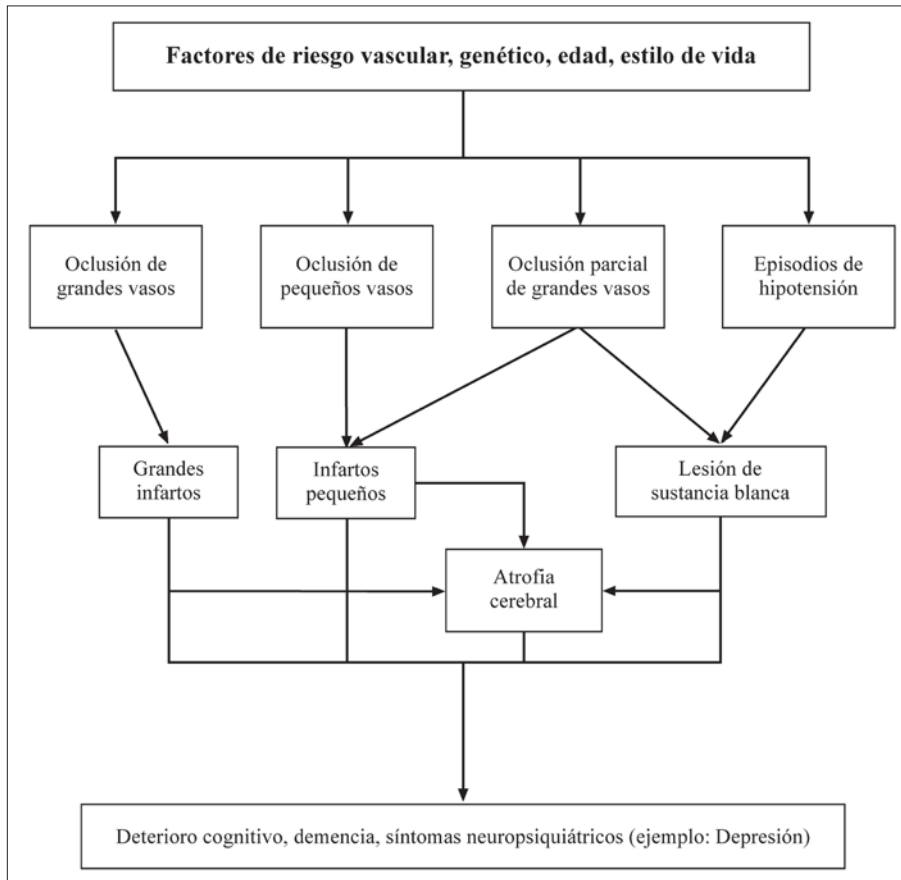 Factores de riesgo vascular, genético, edad, estilo de vida
Oclusión de
grandes vasos
Oclusión de
pequeños vasos
Oclusión parcial
de grandes vasos
Episodios de
hipotensión
Grandes
infartos
Infartos
pequeños
Lesión de
sustancia blanca
Atrofia
cerebral
Deterioro cognitivo, demencia, síntomas neuropsiquiátricos (ejemplo: Depresión)